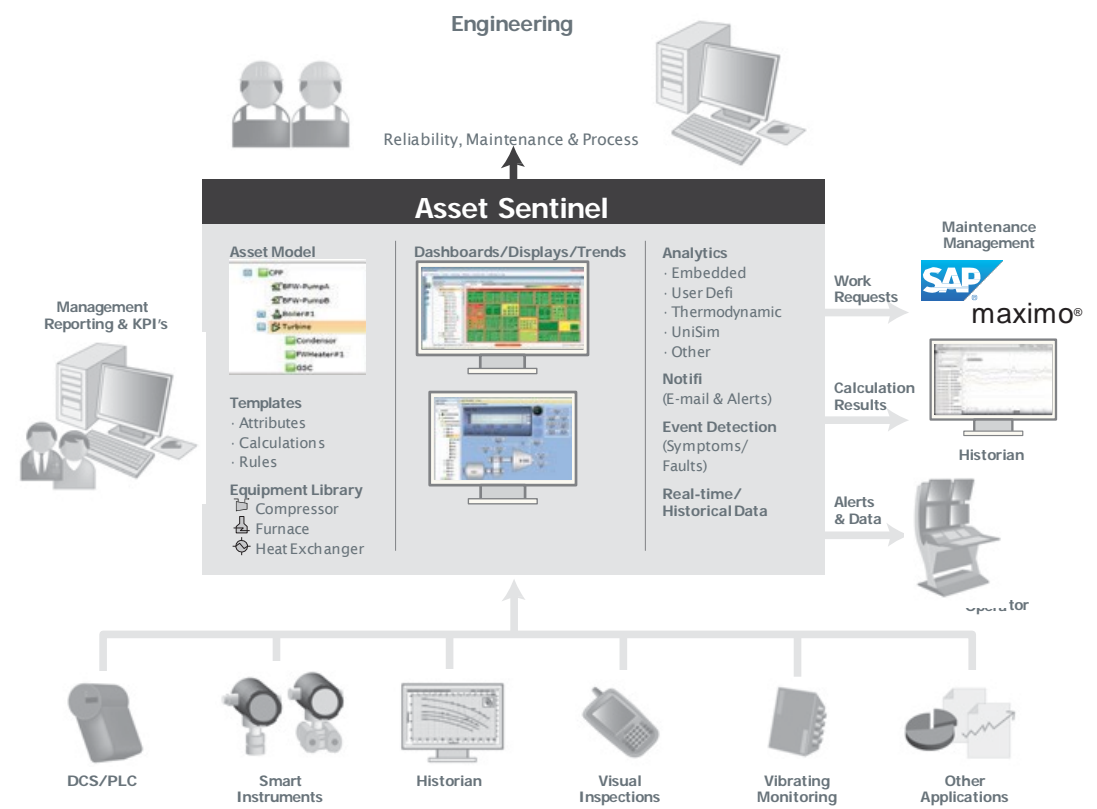 Engineering
Reliability, Maintenance & Process
Asset Sentinel
Asset Model
CPP
BFW-PumpA
BFW-PumpB
Boiler#1
Turbine
Condensor
FWHeater#1
GSC
Templates
· Attributes
· Calculations
· Rules
Equipment Library
Compressor
Furnace
Heat Exchanger
Dashboards/Displays/Trends
Analytics
· Embedded
· User Defi
· Thermodynamic
· UniSim
· Other
Notifi
(E-mail & Alerts)
Event Detection
(Symptoms/
Faults)
Real-time/
Historical Data
Management
Reporting & KPI's
Work
Requests
Calculation
Results
Alerts
& Data
Maintenance
Management
SAP®
maximo®
Historian
Operator
DCS/PLC
Smart
Instruments
Historian
Visual
Inspections
Vibrating
Monitoring
Other
Applications